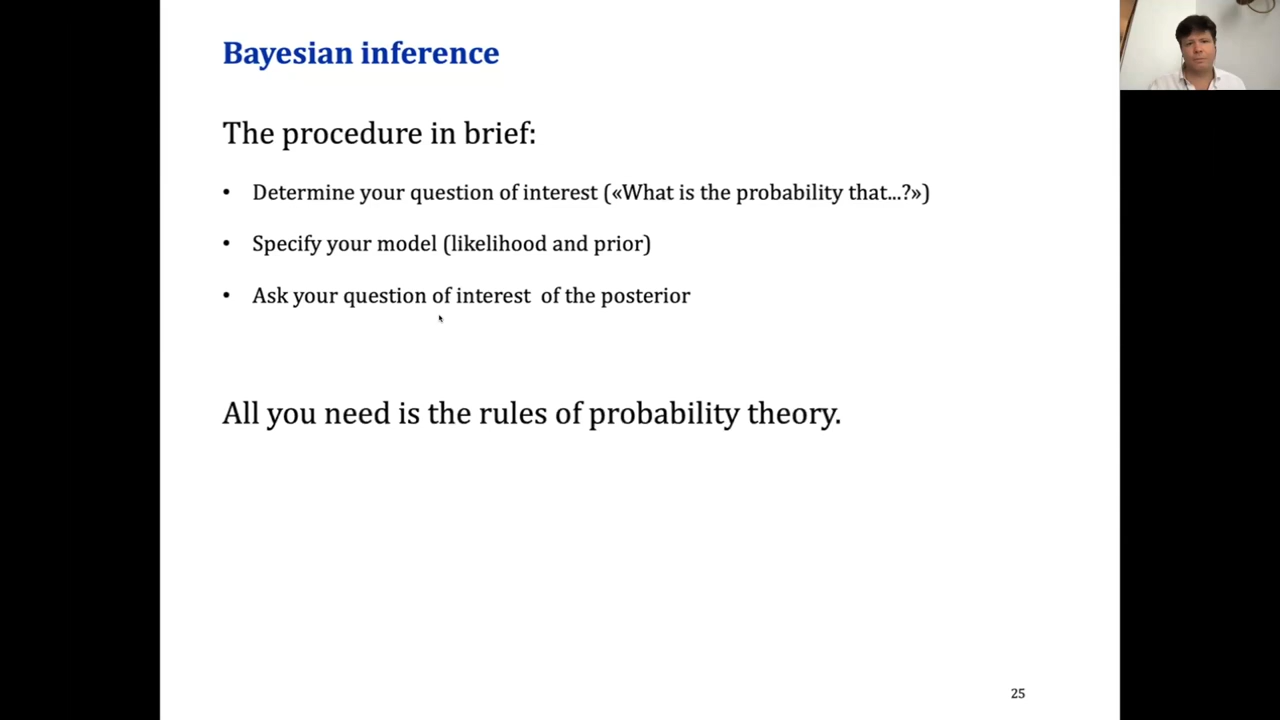 Bayesian inference
The procedure in brief:
• Determine your question of interest («What is the probability that...?»)
• Specify your model (likelihood and prior)
• Ask your question of interest  of the posterior
All you need is the rules of probability theory.
25